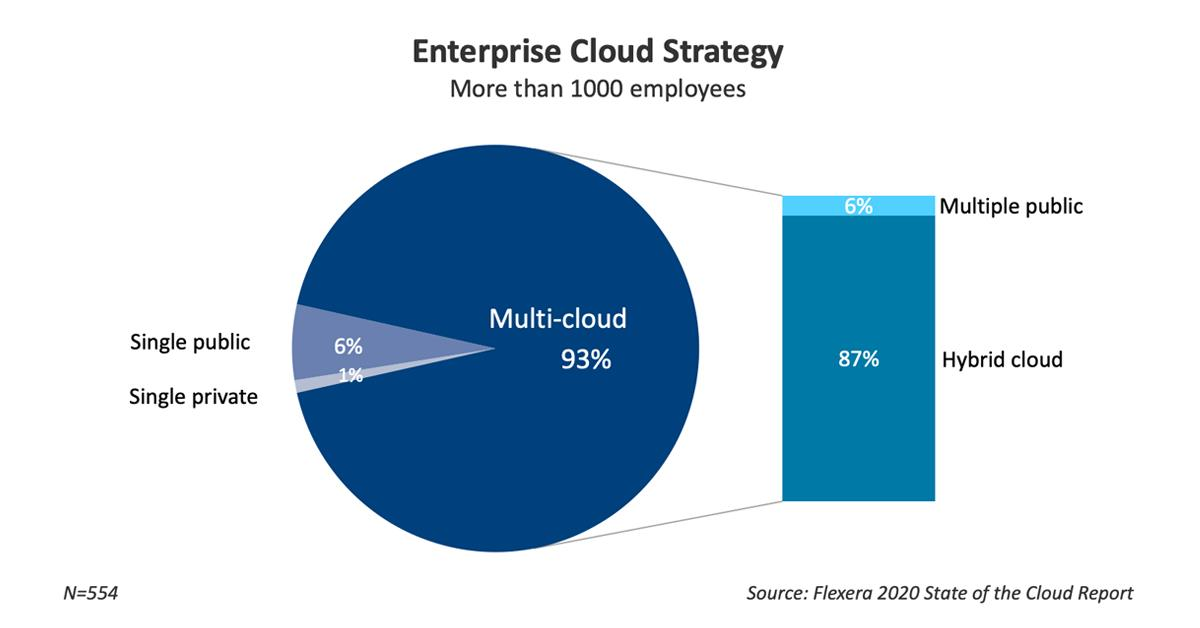 Enterprise Cloud Strategy
More than 1000 employees
6%
Multiple public
Multi-cloud
93%
Single public
6%
1%
Single private
87%
Hybrid cloud
N=554
Source: Flexera 2020 State of the Cloud Report